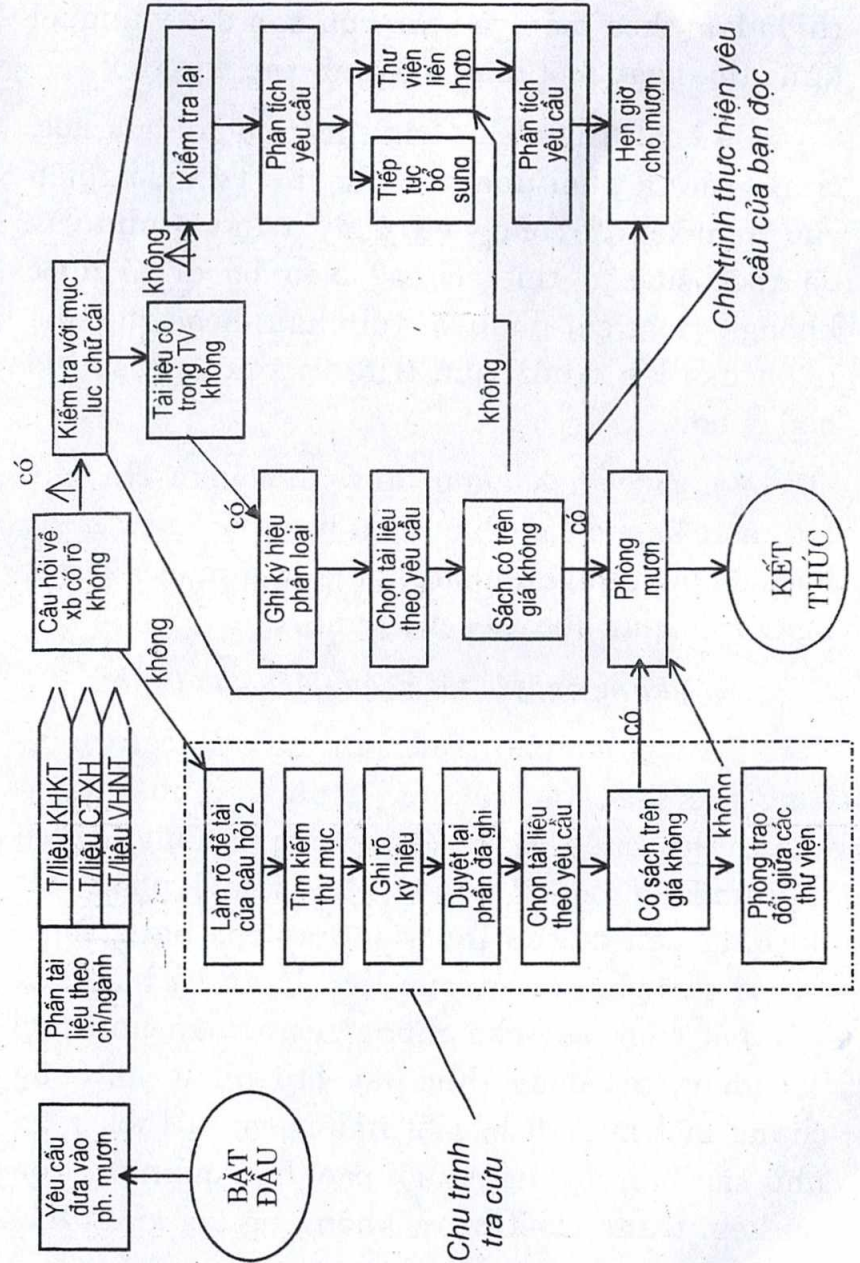 BẮT
ĐẦU
Yêu cầu
đưa vào
ph. mượn
Phân tài
liệu theo
ch/ngành
T/liệu KHKT
T/liệu CTXH
T/liệu VHNT
Câu hỏi về
xb có rõ
không
có
không
Kiểm tra với mục
lục chữ cái
Tài liệu có
trong TV
không
không
có
Kiểm tra lại
Phân tích
yêu cầu
Tiếp
tục
bổ
sung
Thư
viện
liên
hợp
Phân tích
yêu cầu
Hẹn giờ
cho mượn
Ghi ký hiệu
phân loại
Chọn tài liệu
theo yêu cầu
Sách có trên
giá không
không
có
Làm rõ đề tài
của câu hỏi 2
Tìm kiếm
thư mục
Ghi rõ
ký hiệu
Duyệt lại
phần đã ghi
Chọn tài liệu
theo yêu cầu
Có sách trên
giá không
có
không
Phòng trao
đổi giữa các
thư viện
Phòng
mượn
KẾT
THÚC
Chu trình
tra cứu
Chu trình thực hiện yêu
cầu của bạn đọc